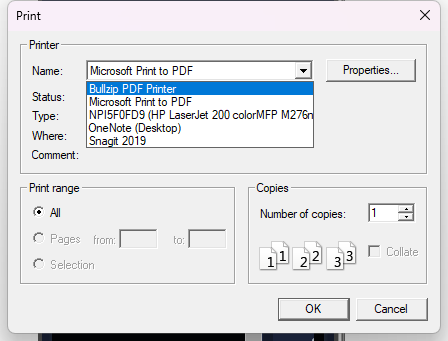 Print
Printer
Name: Microsoft Print to PDF Properties...
Bullzip PDF Printer
Status:
Microsoft Print to PDF
Type: NPI5F0FD9 (HP LaserJet 200 colorMFP M276n
OneNote (Desktop)
Where:
Snagit 2019
Comment:
Print range
All
Pages from: to:
Selection
Copies
Number of copies: 1
1 1 2 2 3 3 Collate
OK Cancel